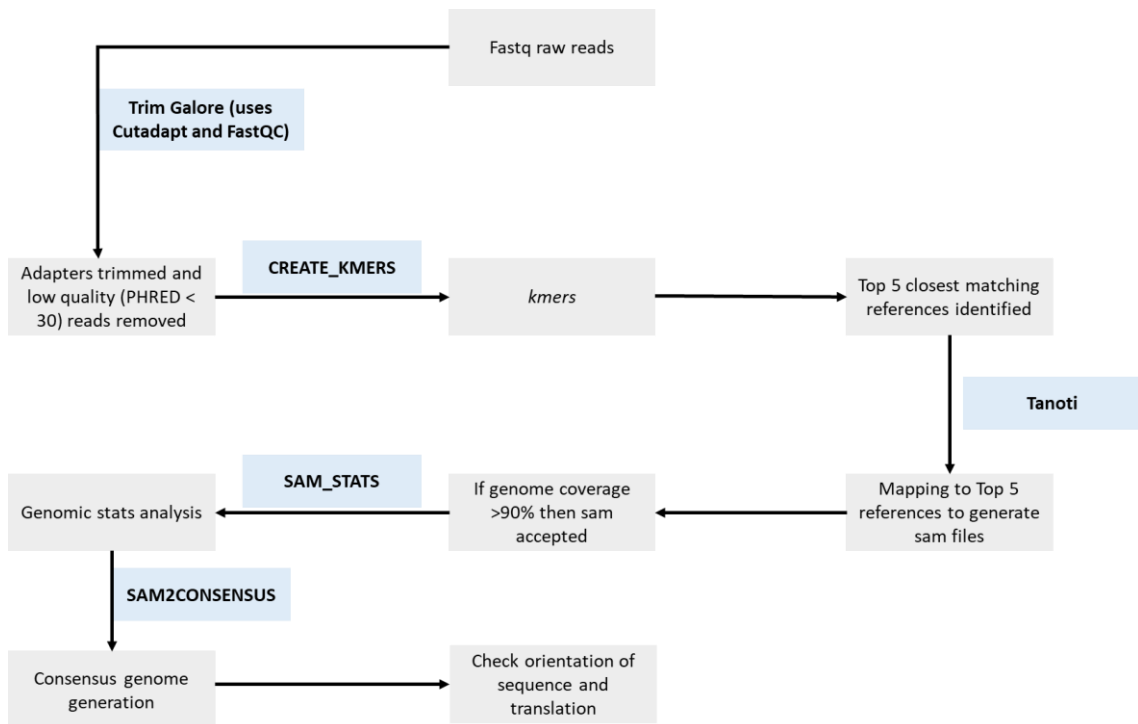 Fastq raw reads
Trim Galore (uses
Cutadapt and FastQC)
Adapters trimmed and
low quality (PHRED <
30) reads removed
CREATE_KMERS
kmers
Top 5 closest matching
references identified
Tanoti
Mapping to Top 5
references to generate
sam files
If genome coverage
>90% then sam
accepted
SAM_STATS
Genomic stats analysis
SAM2CONSENSUS
Consensus genome
generation
Check orientation of
sequence and
translation